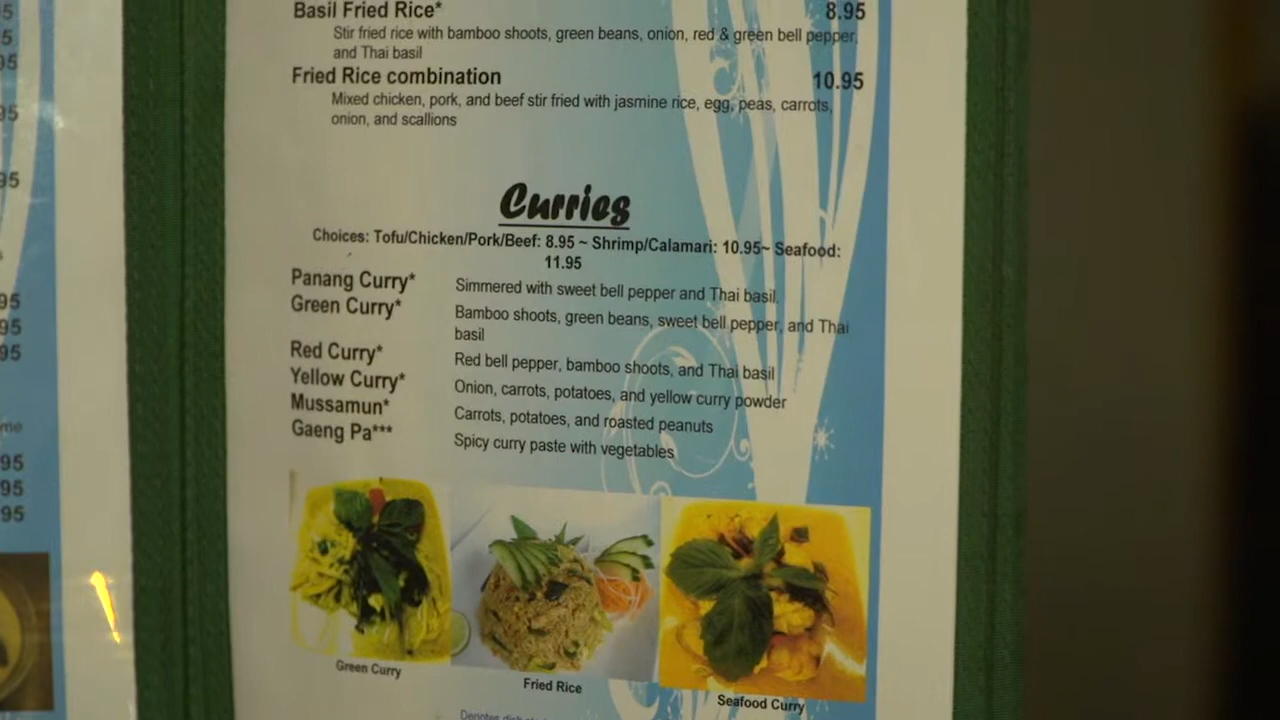 Basil Fried Rice* 8.95
Stir fried rice with bamboo shoots, green beans, onion, red & green bell pepper,
and Thai basil
Fried Rice combination 10.95
Mixed chicken, pork, and beef stir fried with jasmine rice, egg, peas, carrots,
onion, and scallions
Curries
Choices: Tofu/Chicken/Pork/Beef: 8.95 ~ Shrimp/Calamari: 10.95~ Seafood:
11.95
Panang Curry* Simmered with sweet bell pepper and Thai basil.
Green Curry* Bamboo shoots, green beans, sweet bell pepper, and Thai
basil
Red Curry* Red bell pepper, bamboo shoots, and Thai basil
Yellow Curry* Onion, carrots, potatoes, and yellow curry powder
Mussamun* Carrots, potatoes, and roasted peanuts
Gaeng Pa*** Spicy curry paste with vegetables
Green Curry
Fried Rice
Seafood Curry